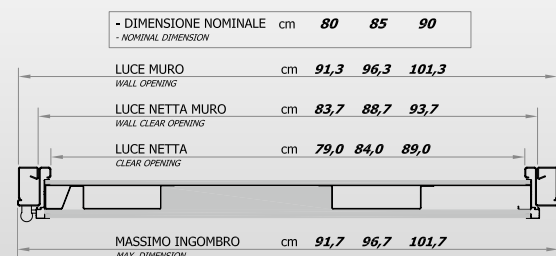 - DIMENSIONE NOMINALE cm 80 85 90
- NOMINAL DIMENSION
LUCE MURO cm 91,3 96,3 101,3
WALL OPENING
LUCE NETTA MURO cm 83,7 88,7 93,7
WALL CLEAR OPENING
LUCE NETTA cm 79,0 84,0 89,0
CLEAR OPENING
MASSIMO INGOMBRO cm 91,7 96,7 101,7
MAX. DIMENSION